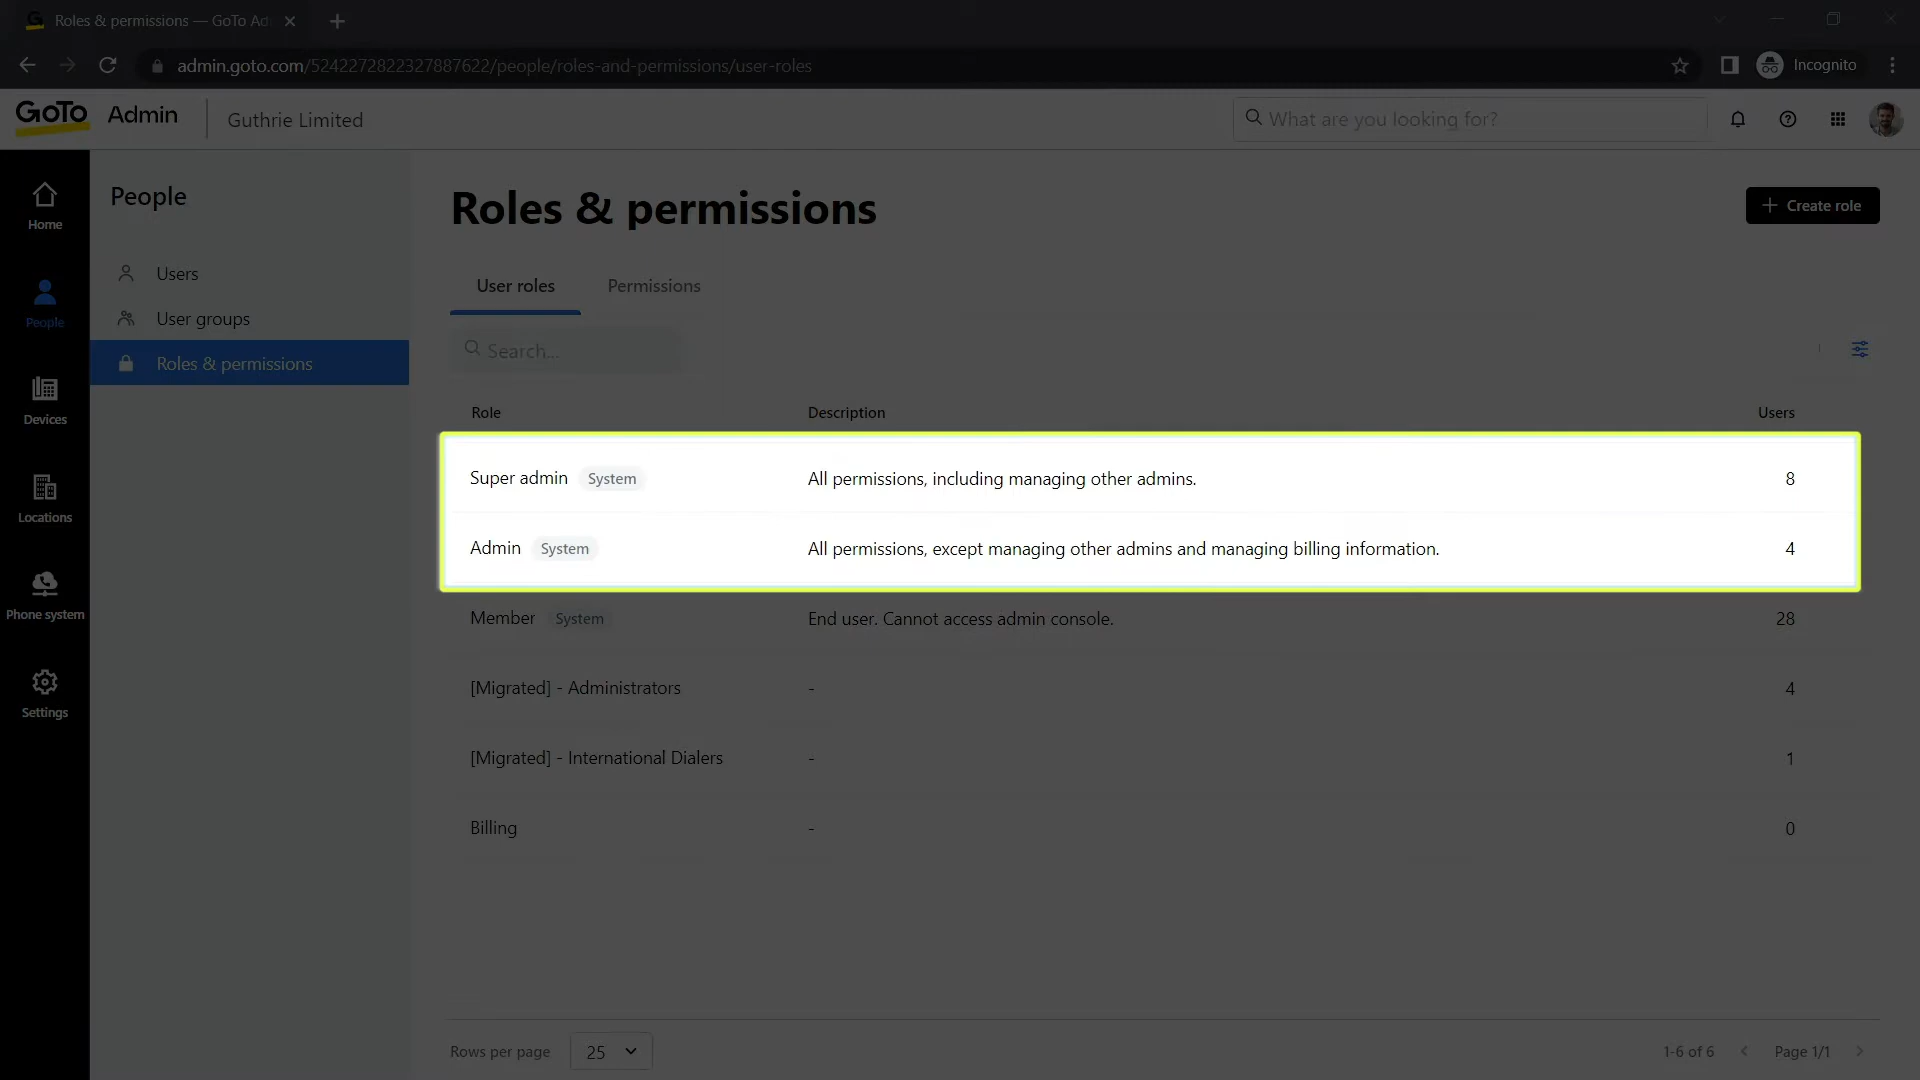 Roles & permissions — GoTo Ad
admin.goto.com/5242272822327887622/people/roles-and-permissions/user-roles
Incognito
GoTo Admin
Guthrie Limited
What are you looking for?
Home
People
Devices
Locations
Phone system
Settings
People
Users
User groups
Roles & permissions
Roles & permissions
Create role
User roles
Permissions
Search...
Role Description Users
Super admin System All permissions, including managing other admins. 8
Admin System All permissions, except managing other admins and managing billing information. 4
Member System End user. Cannot access admin console. 28
[Migrated] - Administrators - 4
[Migrated] - International Dialers - 1
Billing - 0
Rows per page 25
1-6 of 6
Page 1/1